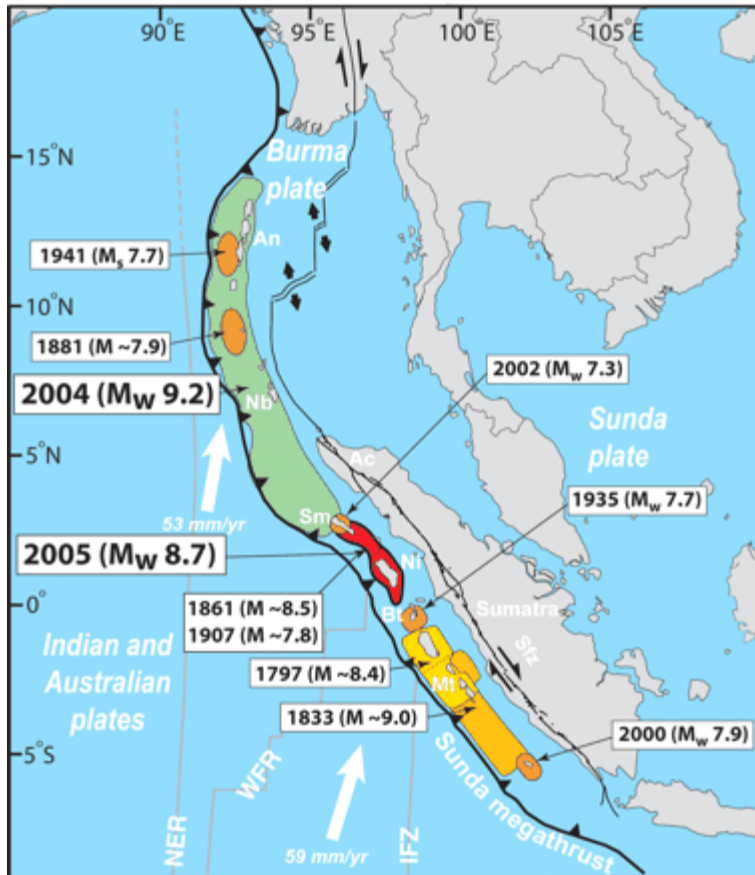 90°E
95°E
100°E
105°E
15°N
Burma
plate
An
1941 (Ms 7.7)
10°N
1881 (M ~7.9)
2002 (Mw 7.3)
2004 (Mw 9.2)
Nb
Sunda
plate
5°N
Ac
1935 (Mw 7.7)
53 mm/yr
Sm
2005 (Mw 8.7)
Ni
1861 (M ~8.5)
1907 (M ~7.8)
0°
Bt
Sumatra
Indian and
Australian
plates
Sfz
1797 (M ~8.4)
Mt
1833 (M ~9.0)
2000 (Mw 7.9)
5°S
WFR
Sunda megathrust
NER
59 mm/yr
IFZ